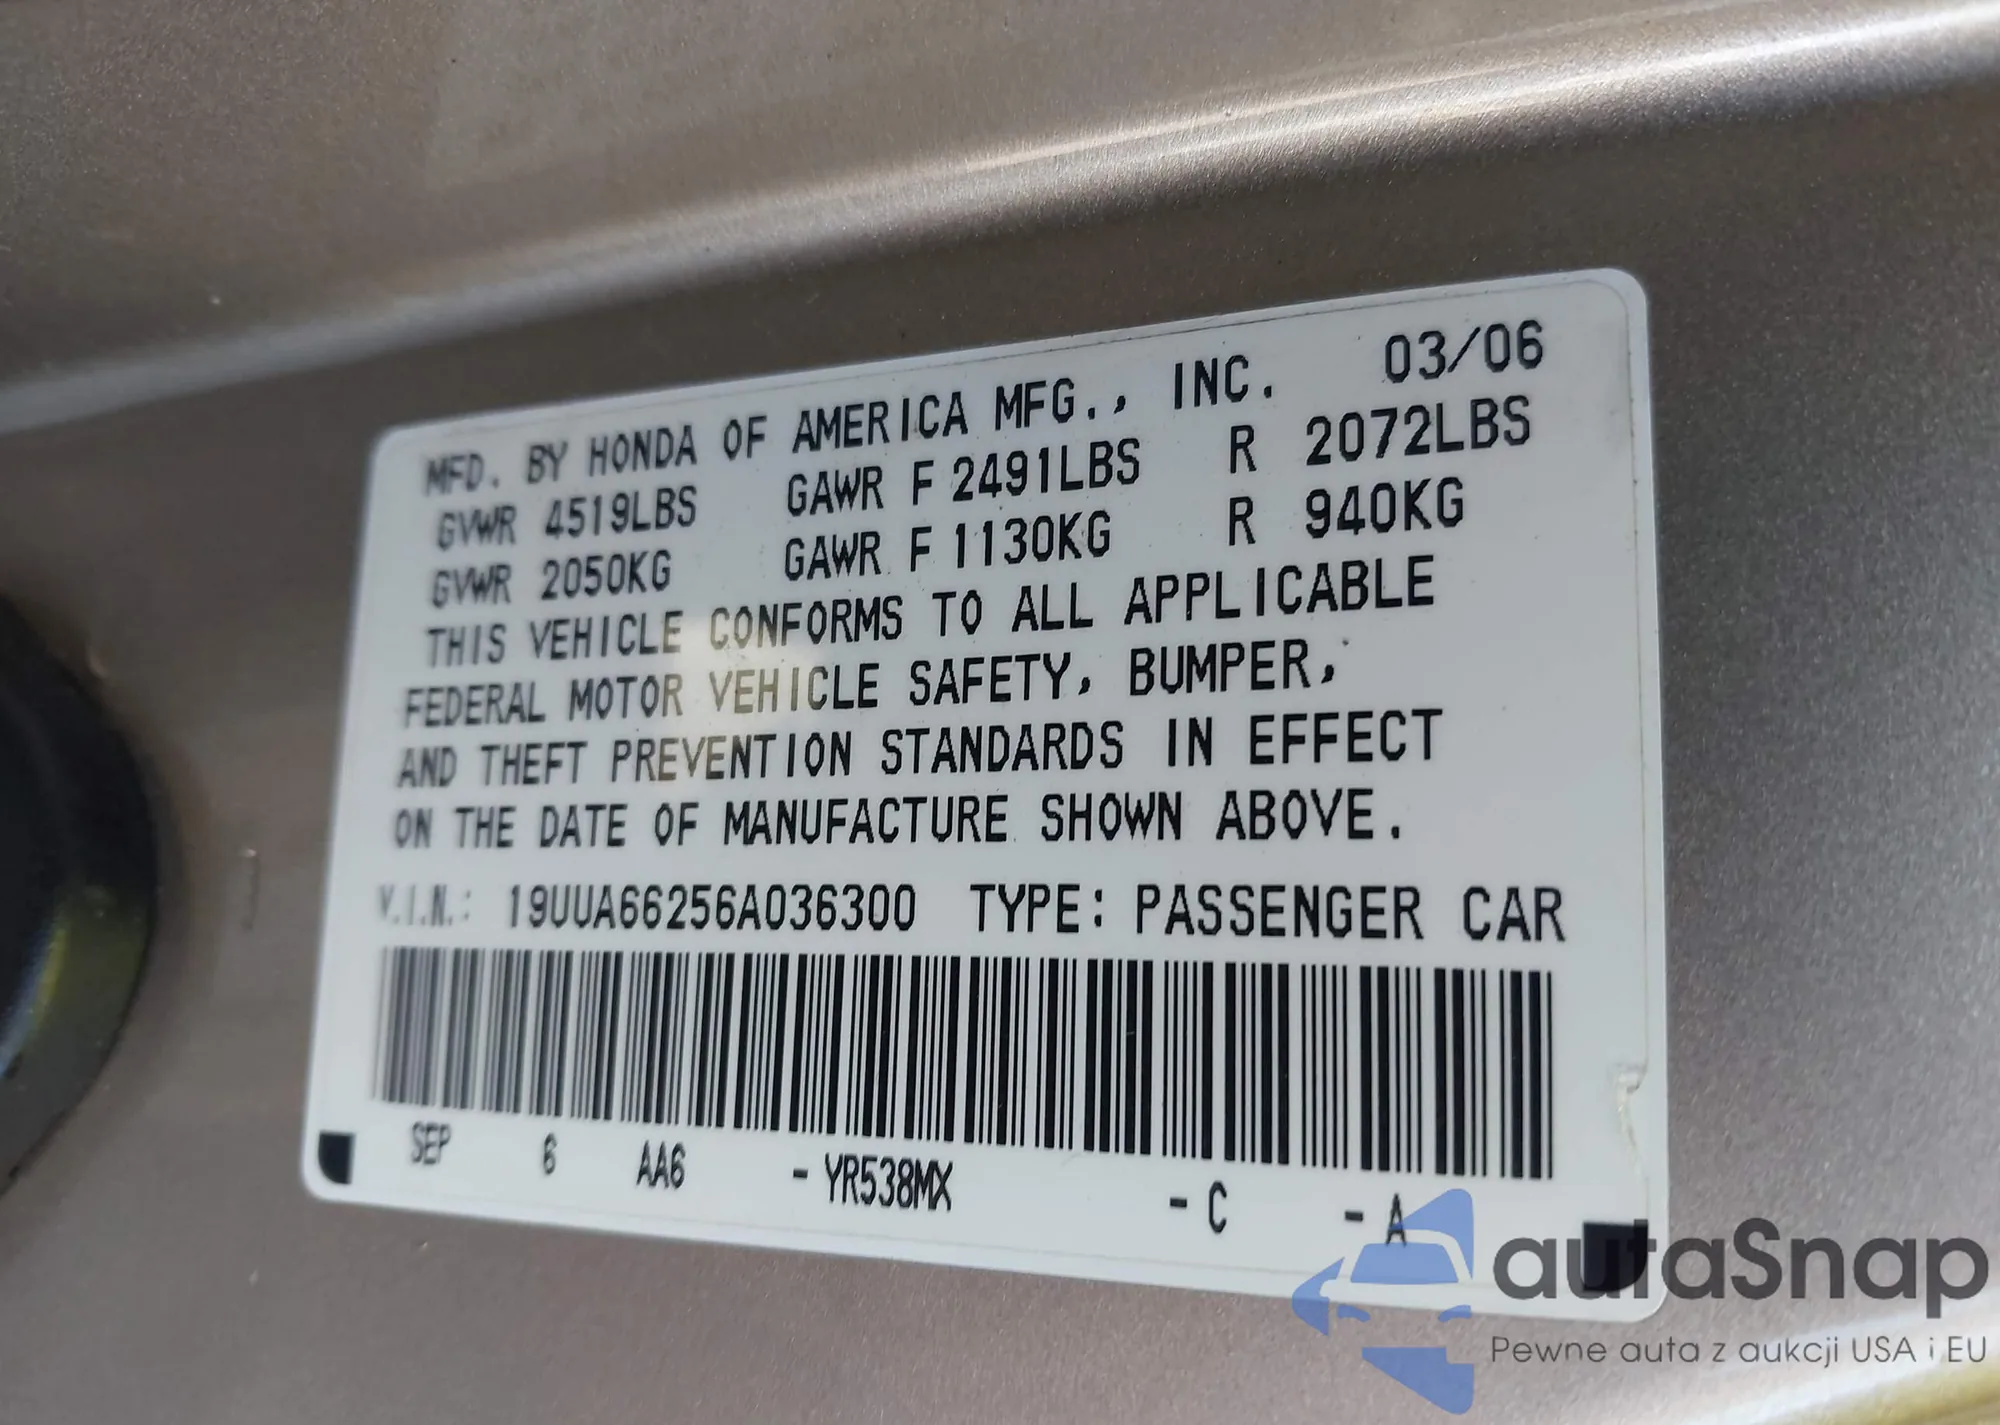 MFD. BY HONDA OF AMERICA MFG., INC. 03/06
GVWR 4519LBS GAWR F 2491LBS R 2072LBS
GVWR 2050KG GAWR F 1130KG R 940KG
THIS VEHICLE CONFORMS TO ALL APPLICABLE
FEDERAL MOTOR VEHICLE SAFETY, BUMPER,
AND THEFT PREVENTION STANDARDS IN EFFECT
ON THE DATE OF MANUFACTURE SHOWN ABOVE.
V.I.N.: 19UUA66256A036300 TYPE: PASSENGER CAR
SEP 6 AA6 - YR538MX - C - A
autaSnap
Pewne auta z aukcji USA i EU